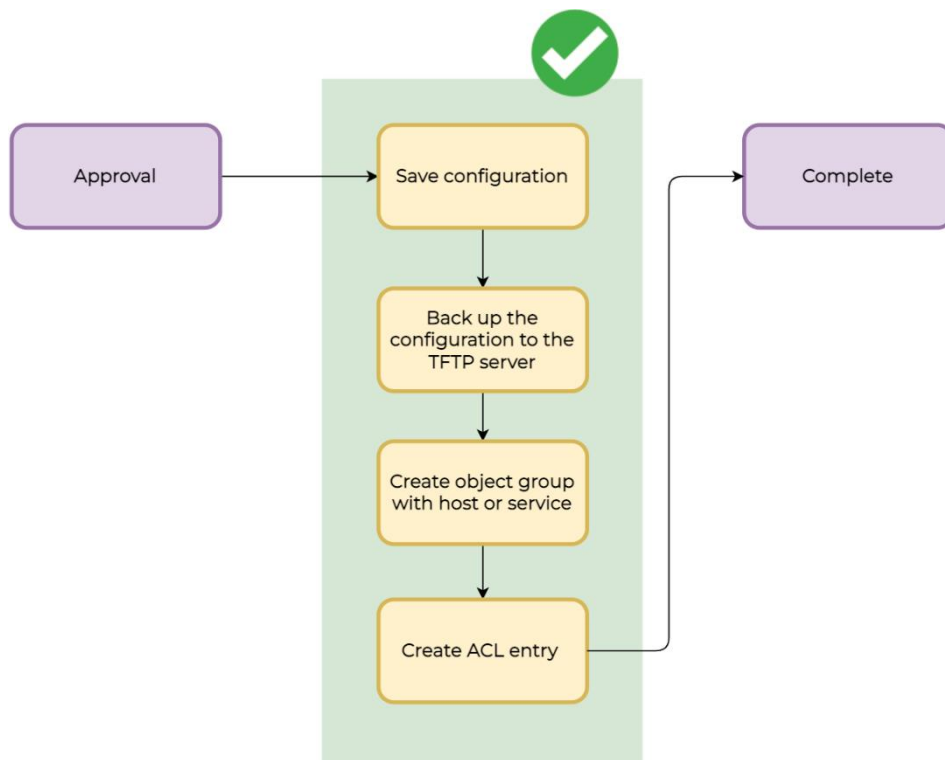 Approval
Save configuration
Complete
Back up the
configuration to the
TFTP server
Create object group
with host or service
Create ACL entry